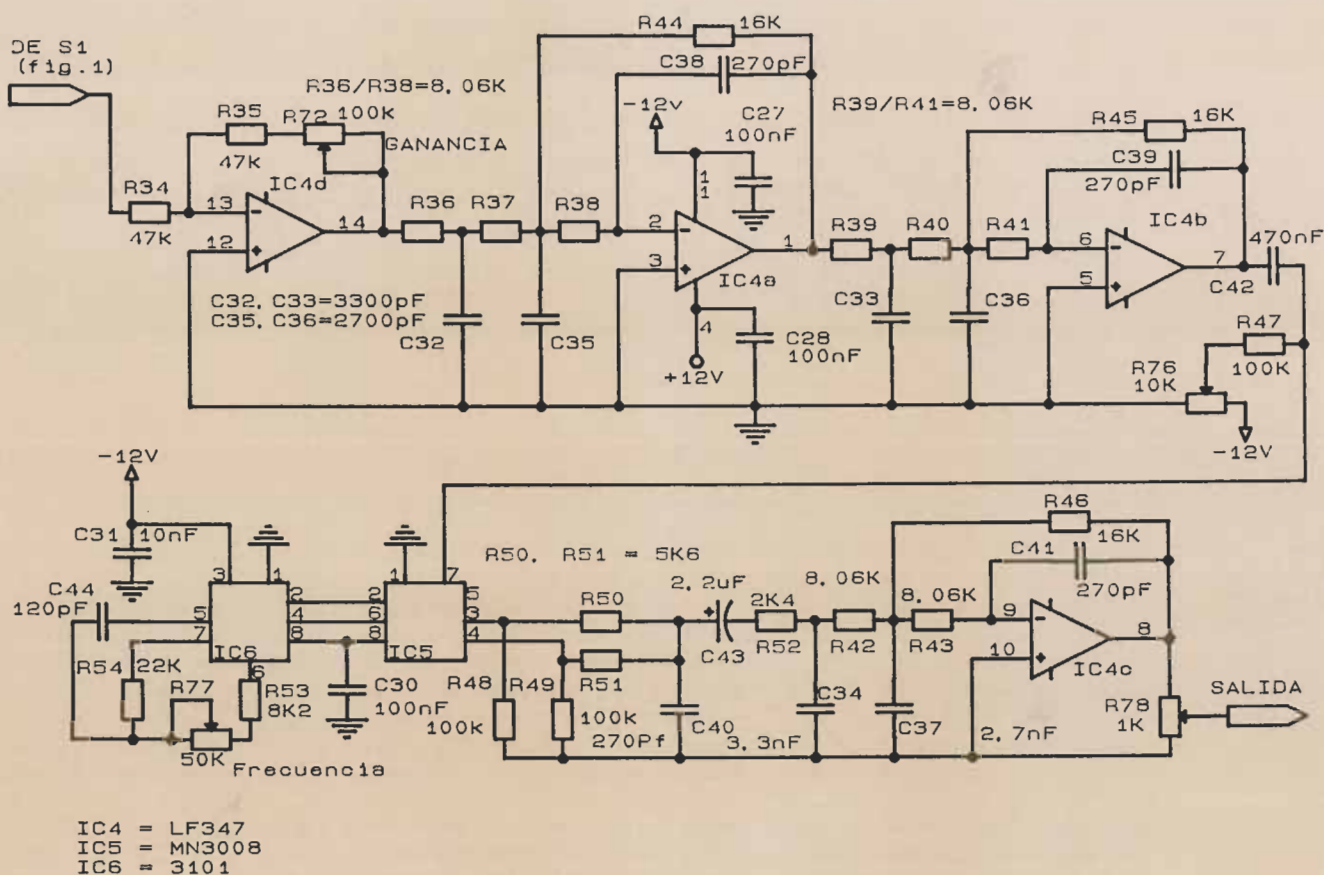 DE S1
(fig.1)
R36/R38=8.06K
R35
47K
R72
100K
GANANCIA
R34
47K
IC4d
13
12
14
R36
R37
R38
C32, C33=3300pF
C35, C36=2700pF
C32
C35
R44
16K
C38
270pF
-12v
C27
100nF
11
2
3
1
4
IC4a
C28
100nF
+12V
R39/R41=8.06K
R39
R40
R41
C33
C36
R45
16K
C39
270pF
IC4b
6
5
7
470nF
C42
R47
100K
R76
10K
-12V
-12V
C31
10nF
C44
120pF
3
1
5
7
2
4
8
6
IC6
R54
22K
R77
50K
Frecuencia
R53
8K2
1
7
2
6
8
5
3
4
IC5
C30
100nF
R50, R51 = 5K6
R50
R51
R48
100k
R49
100k
270Pf
C40
2.2uF
+
C43
2K4
R52
8.06K
R42
8.06K
R43
3.3nF
C34
C37
2.7nF
R46
16K
C41
270pF
9
10
8
IC4c
R78
1K
SALIDA
IC4 = LF347
IC5 = MN3008
IC6 = 3101